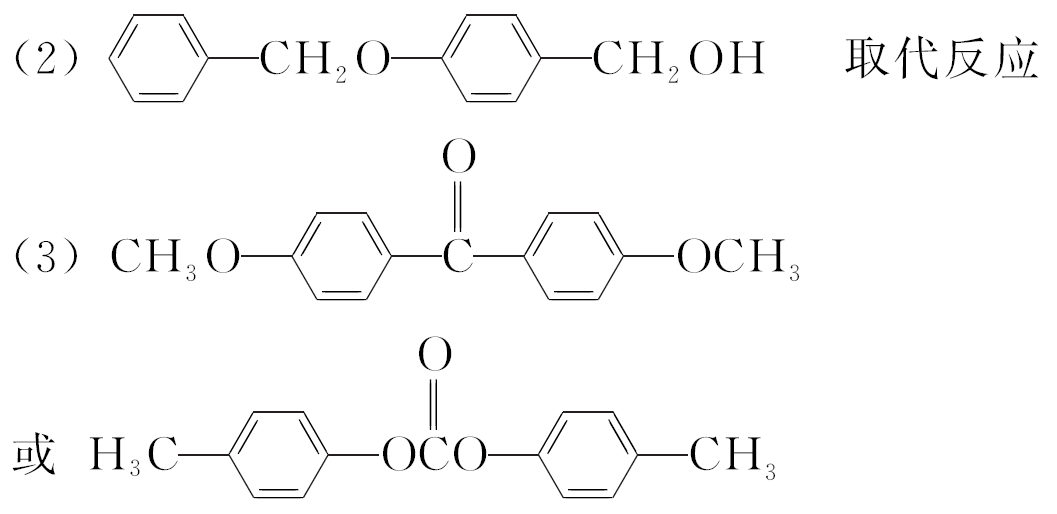 (2) CH₂O CH₂OH 取代反应
O
(3) CH₃O C OCH₃
O
或 H₃C OCO CH₃